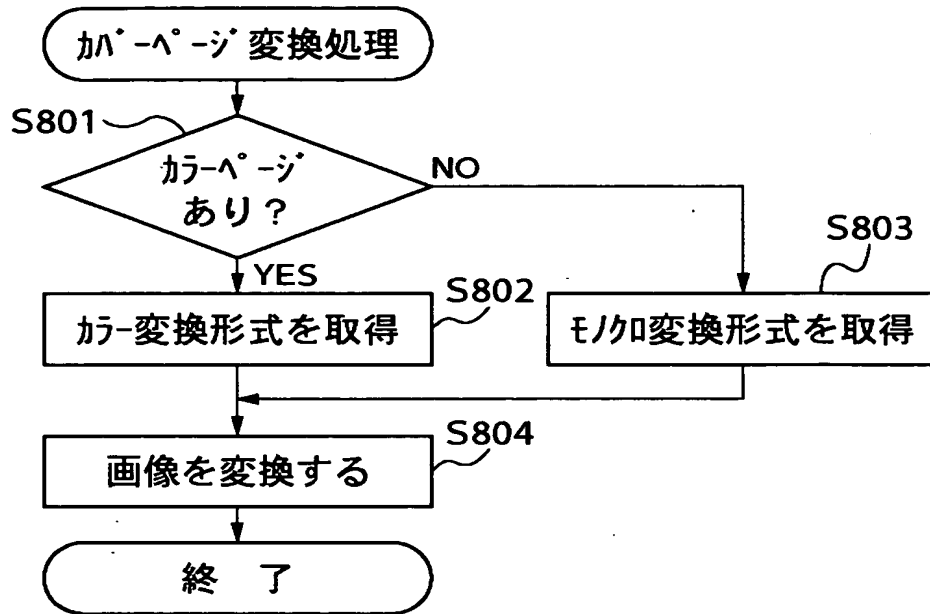 ｶﾊﾞｰﾍﾟｰｼﾞ変換処理
S801
ｶﾗｰﾍﾟｰｼﾞ
あり?
NO
YES
S802
S803
ｶﾗｰ変換形式を取得
ﾓﾉｸﾛ変換形式を取得
S804
画像を変換する
終 了